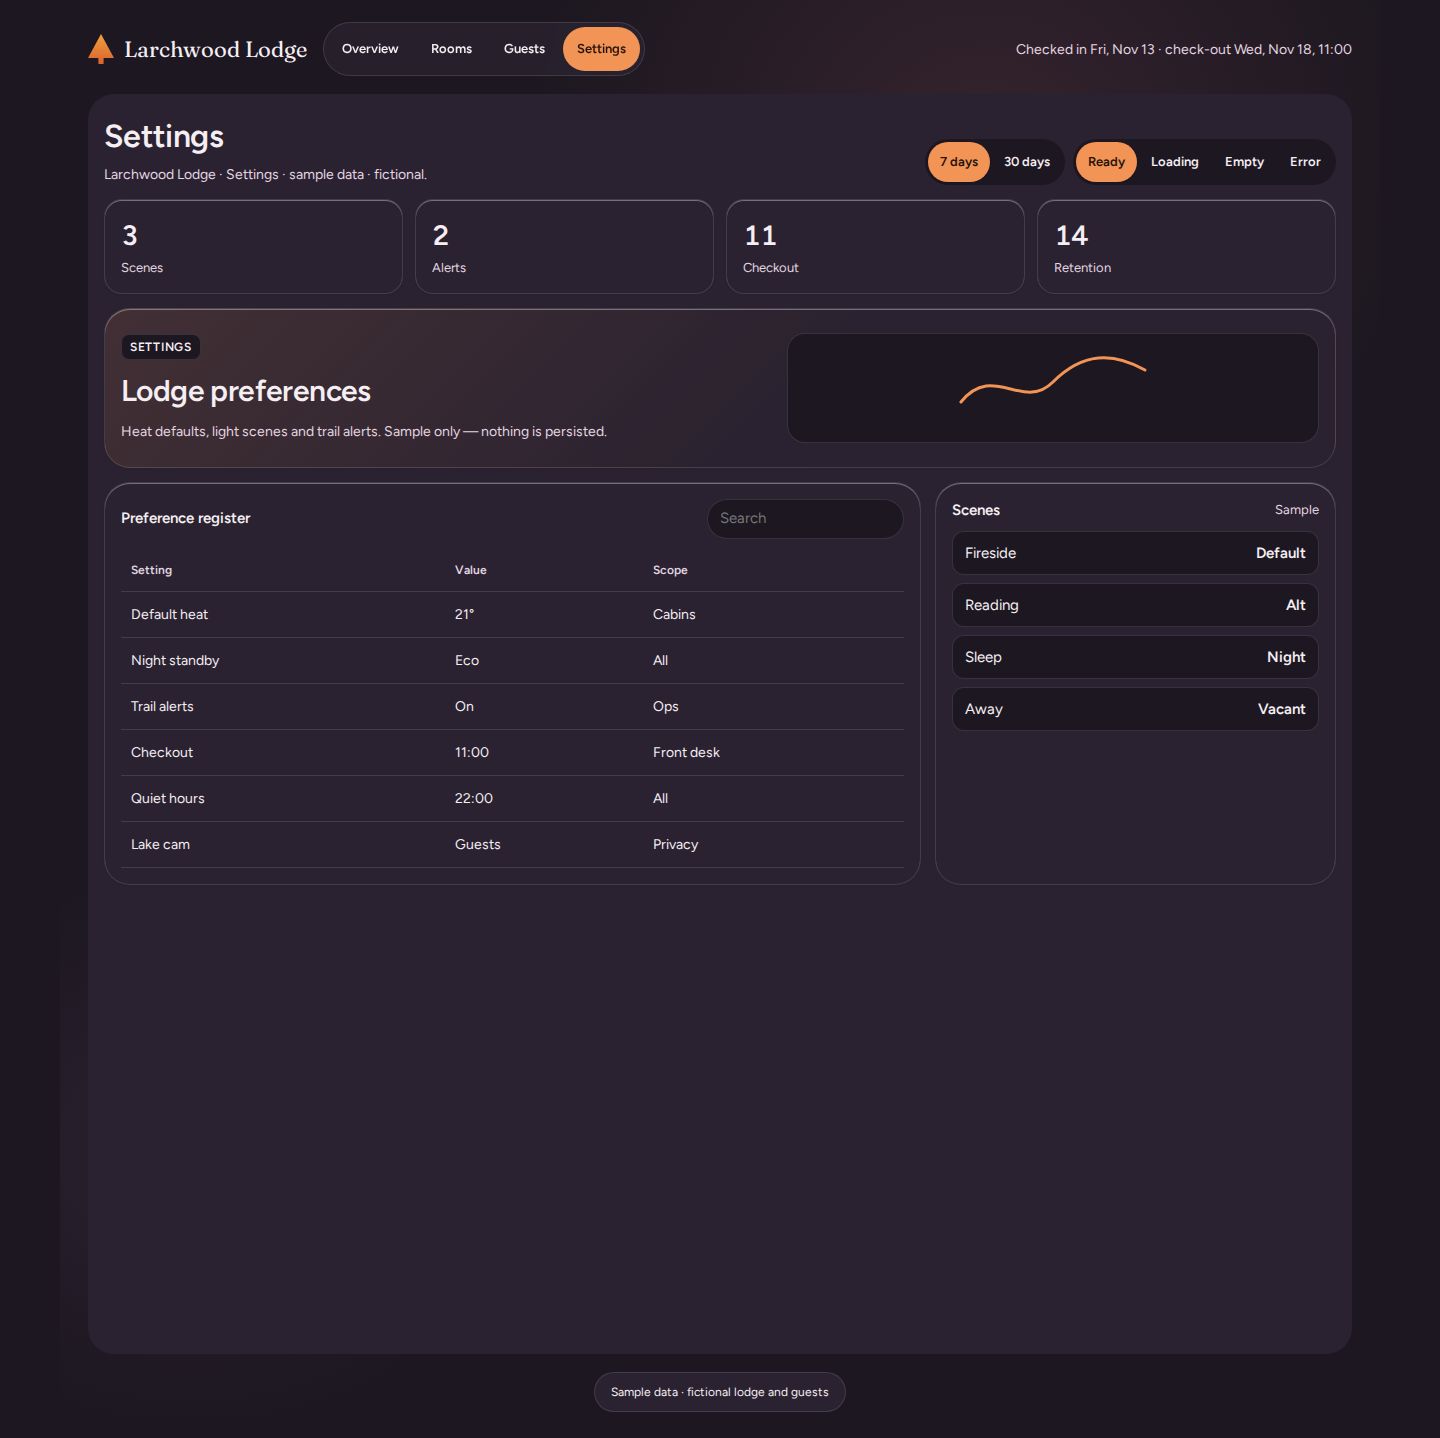 Larchwood Lodge
Overview
Rooms
Guests
Settings
Checked in Fri, Nov 13 · check-out Wed, Nov 18, 11:00
Settings
Larchwood Lodge · Settings · sample data · fictional.
7 days
30 days
Ready
Loading
Empty
Error
3
Scenes
2
Alerts
11
Checkout
14
Retention
SETTINGS
Lodge preferences
Heat defaults, light scenes and trail alerts. Sample only — nothing is persisted.
Preference register
Search
Setting Value Scope
Default heat 21° Cabins
Night standby Eco All
Trail alerts On Ops
Checkout 11:00 Front desk
Quiet hours 22:00 All
Lake cam Guests Privacy
Scenes
Sample
Fireside Default
Reading Alt
Sleep Night
Away Vacant
Sample data · fictional lodge and guests